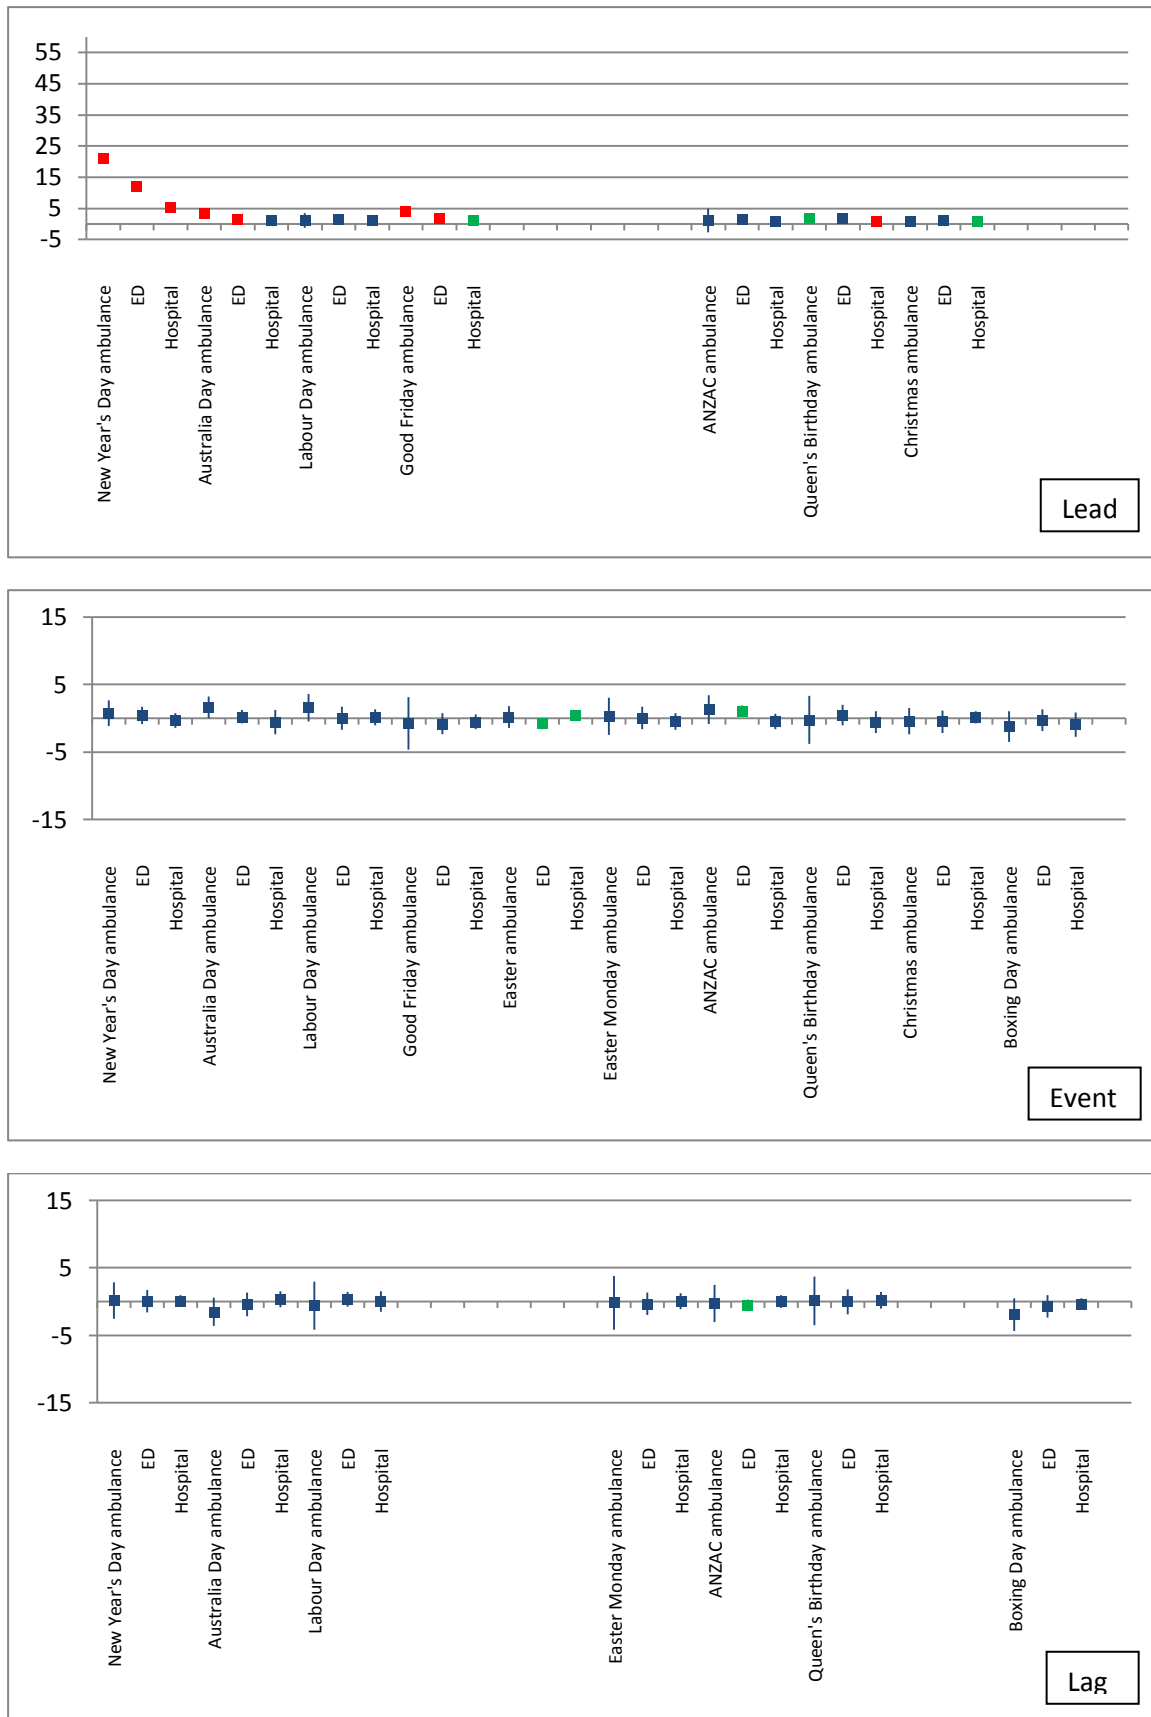 55
45
35
25
15
5
-5
New Year's Day ambulance
ED
Hospital
Australia Day ambulance
ED
Hospital
Labour Day ambulance
ED
Hospital
Good Friday ambulance
ED
Hospital
ANZAC ambulance
ED
Hospital
Queen's Birthday ambulance
ED
Hospital
Christmas ambulance
ED
Hospital
Lead
15
5
-5
-15
New Year's Day ambulance
ED
Hospital
Australia Day ambulance
ED
Hospital
Labour Day ambulance
ED
Hospital
Good Friday ambulance
ED
Hospital
Easter ambulance
ED
Hospital
Easter Monday ambulance
ED
Hospital
ANZAC ambulance
ED
Hospital
Queen's Birthday ambulance
ED
Hospital
Christmas ambulance
ED
Hospital
Boxing Day ambulance
ED
Hospital
Event
15
5
-5
-15
New Year's Day ambulance
ED
Hospital
Australia Day ambulance
ED
Hospital
Labour Day ambulance
ED
Hospital
Easter Monday ambulance
ED
Hospital
ANZAC ambulance
ED
Hospital
Queen's Birthday ambulance
ED
Hospital
Boxing Day ambulance
ED
Hospital
Lag